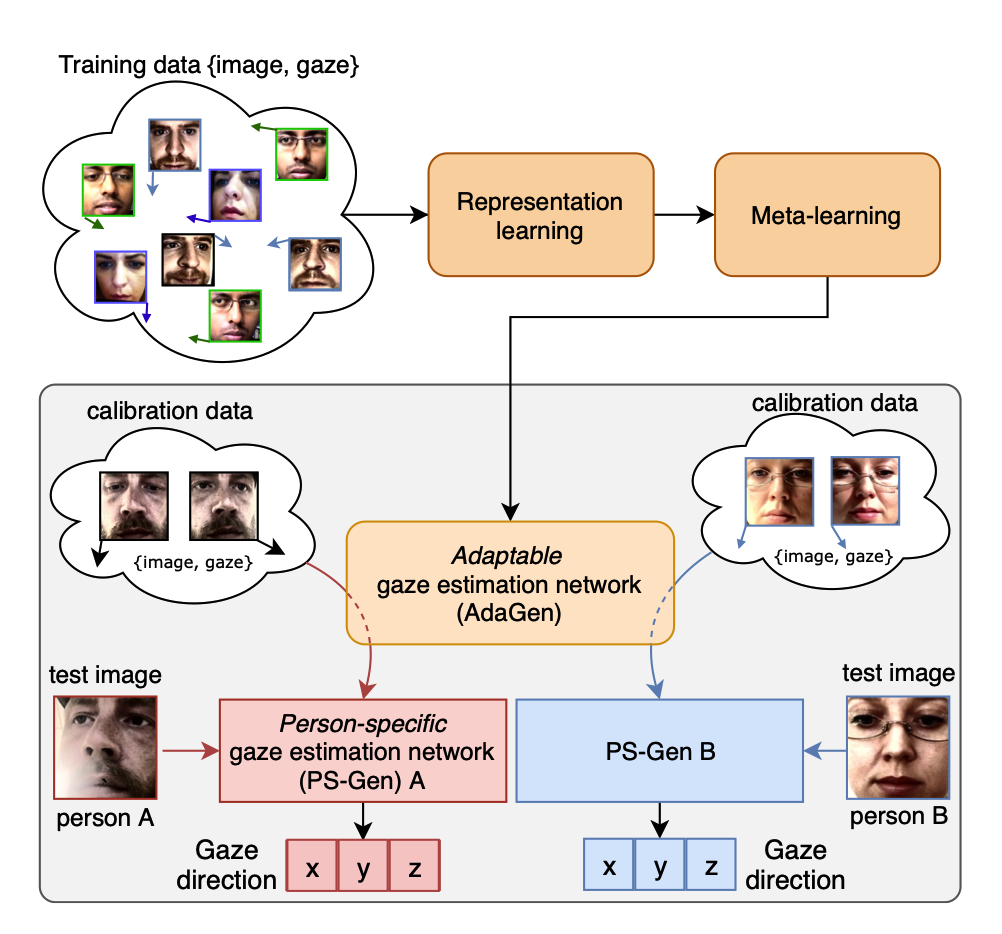 Training data {image, gaze}
Representation
learning
Meta-learning
calibration data
{image, gaze}
calibration data
{image, gaze}
Adaptable
gaze estimation network
(AdaGen)
test image
person A
Person-specific
gaze estimation network
(PS-Gen) A
PS-Gen B
test image
person B
Gaze
direction
x y z
x y z
Gaze
direction